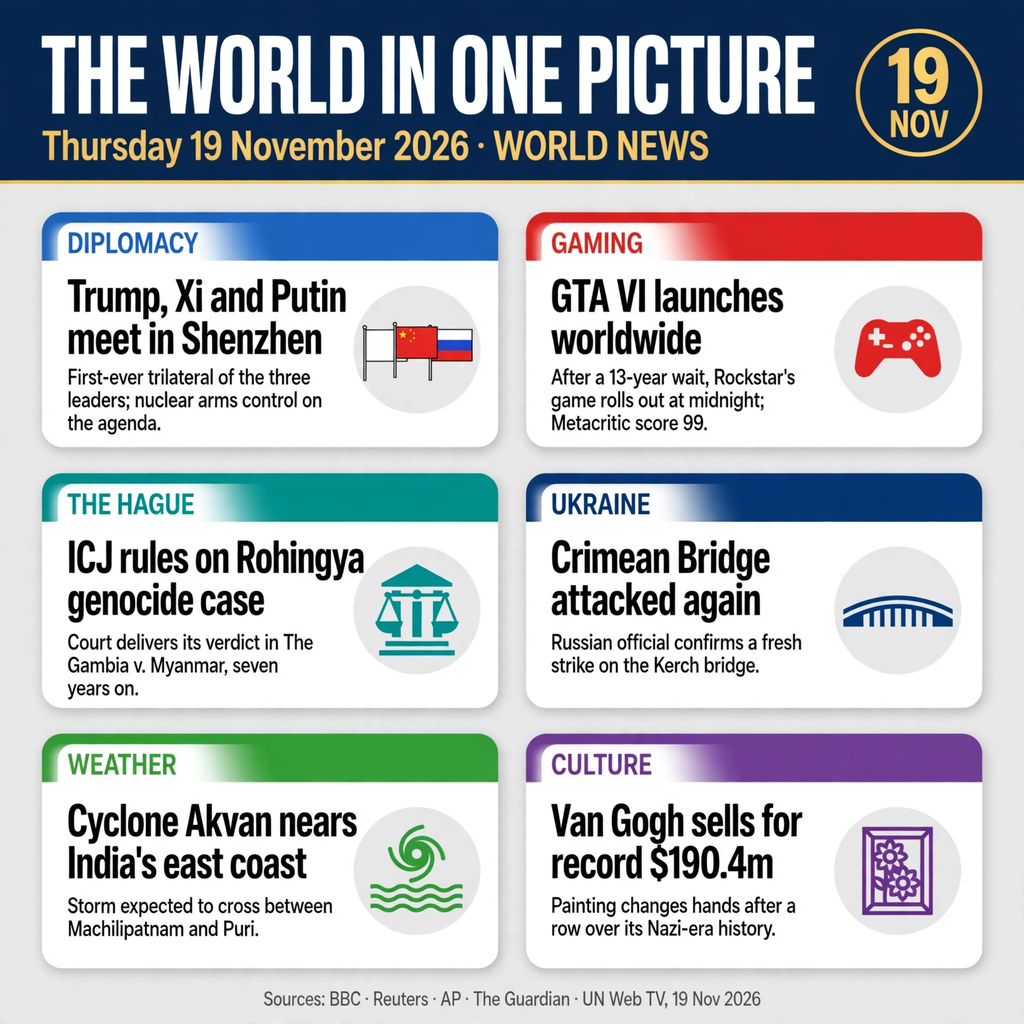 THE WORLD IN ONE PICTURE
Thursday 19 November 2026 · WORLD NEWS
19
NOV
DIPLOMACY
Trump, Xi and Putin
meet in Shenzhen
First-ever trilateral of the three
leaders; nuclear arms control on
the agenda.
GAMING
GTA VI launches
worldwide
After a 13-year wait, Rockstar's
game rolls out at midnight;
Metacritic score 99.
THE HAGUE
ICJ rules on Rohingya
genocide case
Court delivers its verdict in The
Gambia v. Myanmar, seven
years on.
UKRAINE
Crimean Bridge
attacked again
Russian official confirms a fresh
strike on the Kerch bridge.
WEATHER
Cyclone Akvan nears
India's east coast
Storm expected to cross between
Machilipatnam and Puri.
CULTURE
Van Gogh sells for
record $190.4m
Painting changes hands after a
row over its Nazi-era history.
Sources: BBC · Reuters · AP · The Guardian · UN Web TV, 19 Nov 2026